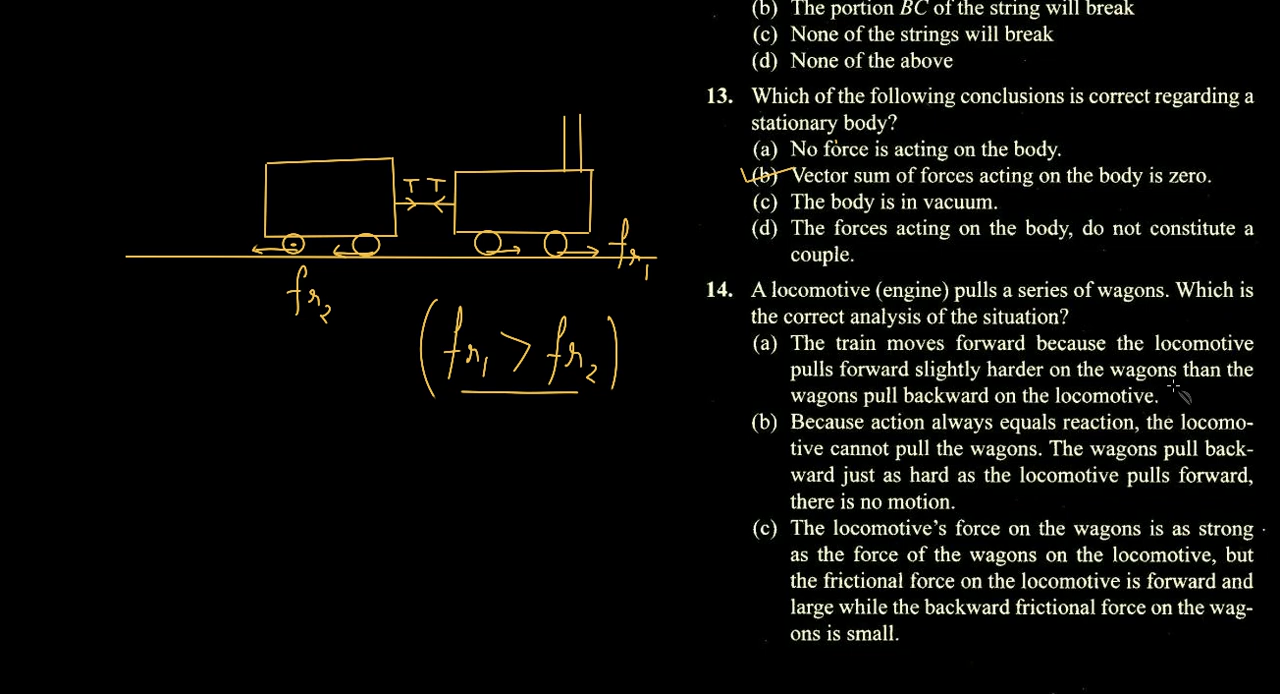 T T
fr₁
fr₂
(fr₁ > fr₂)
(b) The portion BC of the string will break
(c) None of the strings will break
(d) None of the above
13. Which of the following conclusions is correct regarding a
stationary body?
(a) No force is acting on the body.
(b) Vector sum of forces acting on the body is zero.
(c) The body is in vacuum.
(d) The forces acting on the body, do not constitute a
couple.
14. A locomotive (engine) pulls a series of wagons. Which is
the correct analysis of the situation?
(a) The train moves forward because the locomotive
pulls forward slightly harder on the wagons than the
wagons pull backward on the locomotive.
(b) Because action always equals reaction, the locomo-
tive cannot pull the wagons. The wagons pull back-
ward just as hard as the locomotive pulls forward,
there is no motion.
(c) The locomotive's force on the wagons is as strong
as the force of the wagons on the locomotive, but
the frictional force on the locomotive is forward and
large while the backward frictional force on the wag-
ons is small.